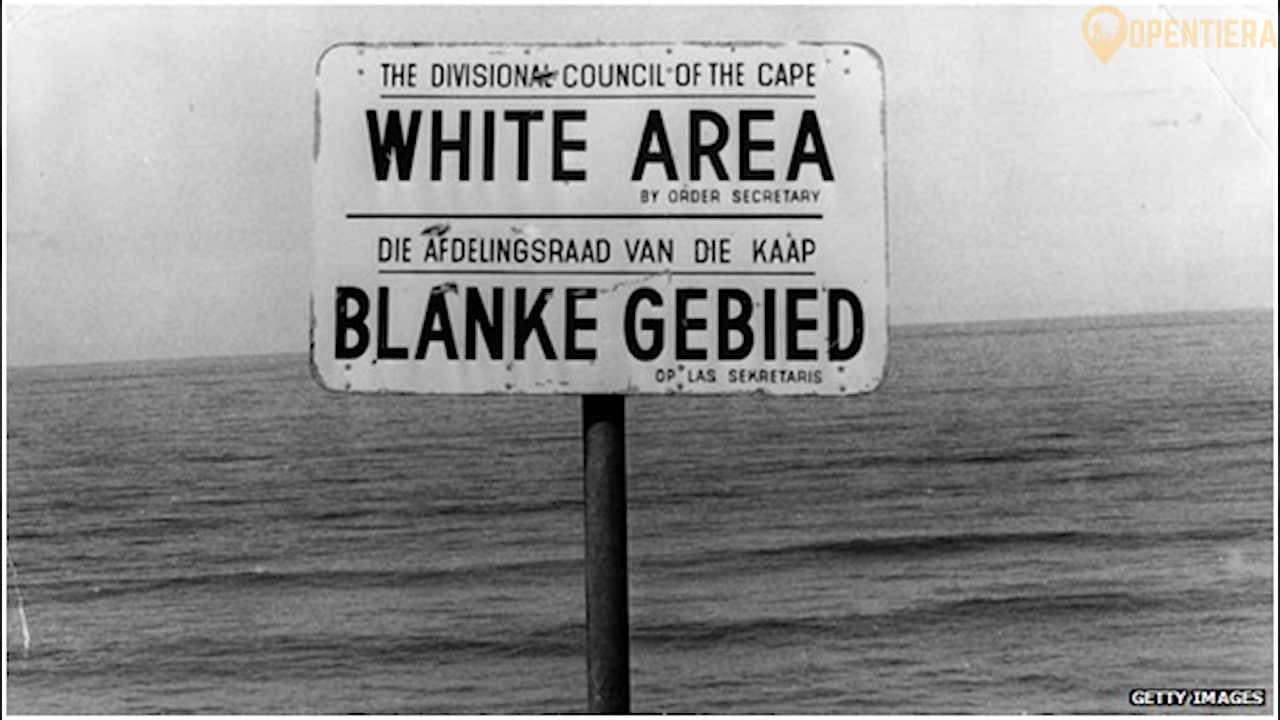 OPENTIERA
THE DIVISIONAL COUNCIL OF THE CAPE
WHITE AREA
BY ORDER SECRETARY
DIE AFDELINGSRAAD VAN DIE KAAP
BLANKE GEBIED
OP LAS SEKRETARIS
GETTY IMAGES